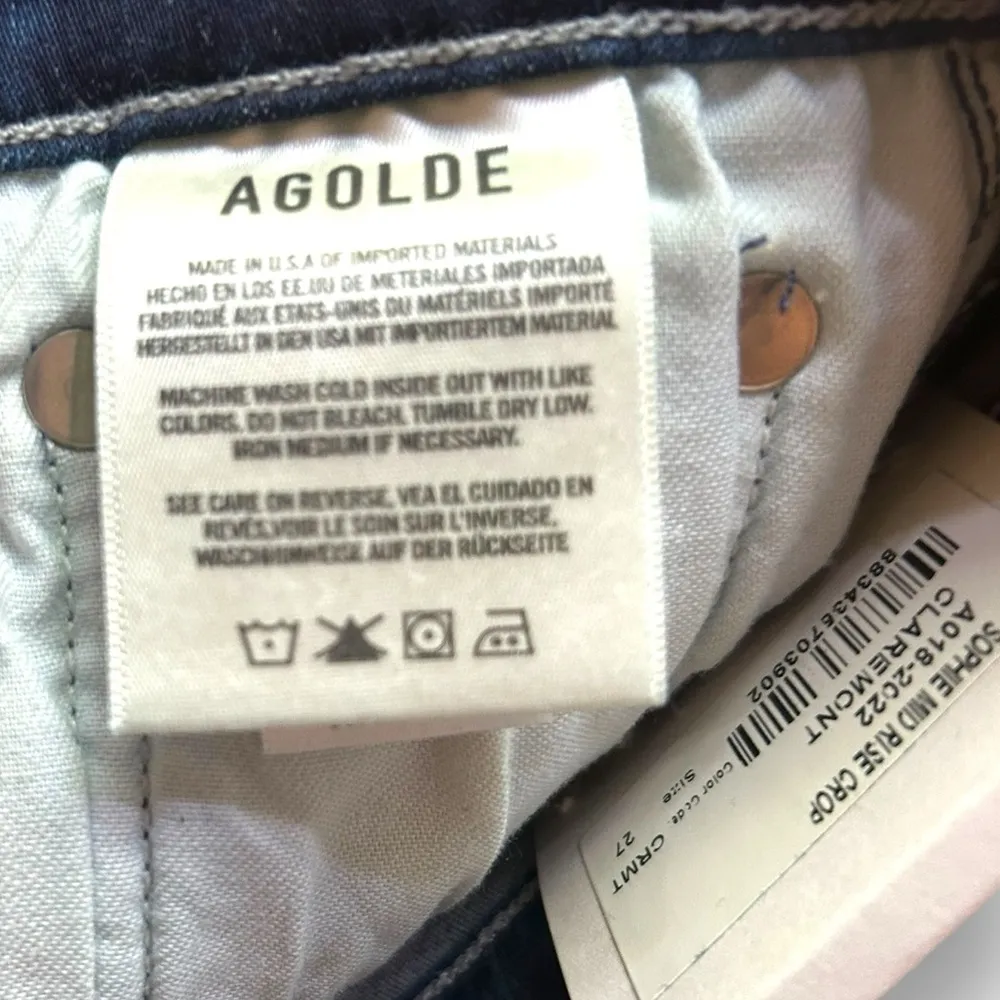 AGOLDE
MADE IN U.S.A OF IMPORTED MATERIALS
HECHO EN LOS EE.UU DE METERIALES IMPORTADA
FABRIQUÉ AUX ETATS-UNIS DU MATÉRIELS IMPORTÉ
HERGESTELLT IN DEN USA MIT IMPORTIERTEM MATERIAL
MACHINE WASH COLD INSIDE OUT WITH LIKE
COLORS. DO NOT BLEACH. TUMBLE DRY LOW.
IRON MEDIUM IF NECESSARY.
SEE CARE ON REVERSE, VEA EL CUIDADO EN
REVÉS,VOIR LE SOIN SUR L'INVERSE,
WASCHHINWEISE AUF DER RÜCKSEITE
SOPHIE MID RISE CROP
A018-2022
CLAREMONT
883436703902
Color Code: CRMT
Size 27